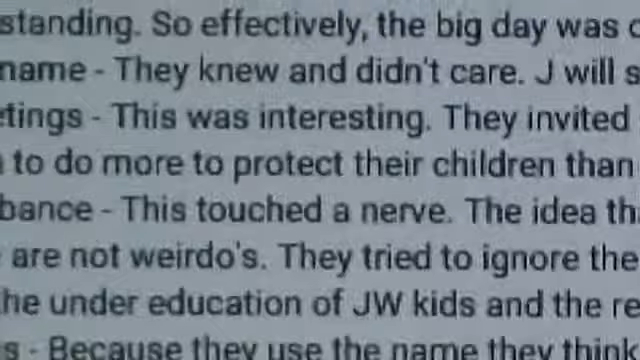 standing. So effectively, the big day was
name - They knew and didn't care. J will s
tings - This was interesting. They invited
to do more to protect their children than
bance - This touched a nerve. The idea th
are not weirdo's. They tried to ignore the
he under education of JW kids and the re
s - Because they use the name they think